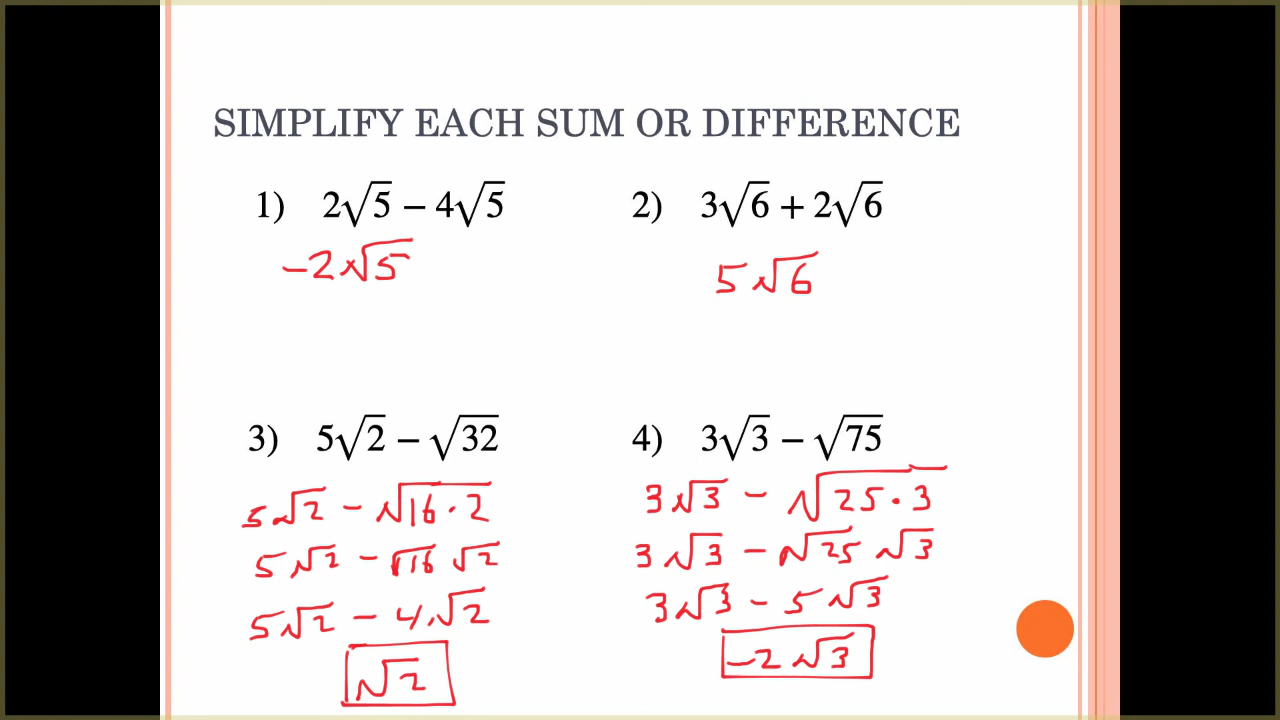 SIMPLIFY EACH SUM OR DIFFERENCE
1) 2√5 − 4√5
−2√5
2) 3√6 + 2√6
5√6
3) 5√2 − √32
5√2 − √16·2
5√2 − √16 √2
5√2 − 4√2
√2
4) 3√3 − √75
3√3 − √25·3
3√3 − √25 √3
3√3 − 5√3
−2√3